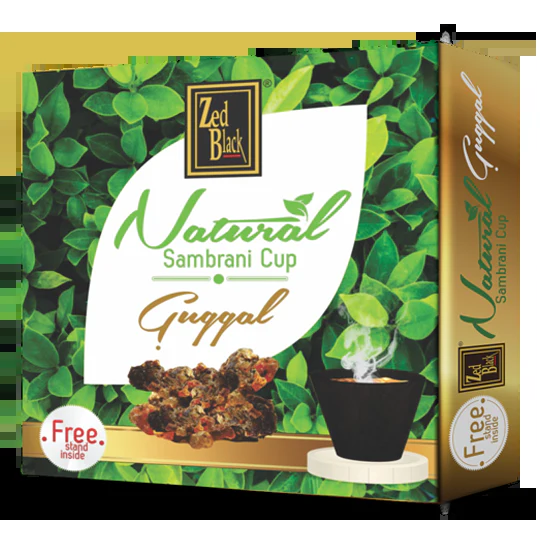 Zed
Black
®
Natural
Sambrani Cup
Guggal
Free
stand
inside
Natural Guggal
Sambrani Cup
Zed
Black
®
Free
stand
inside